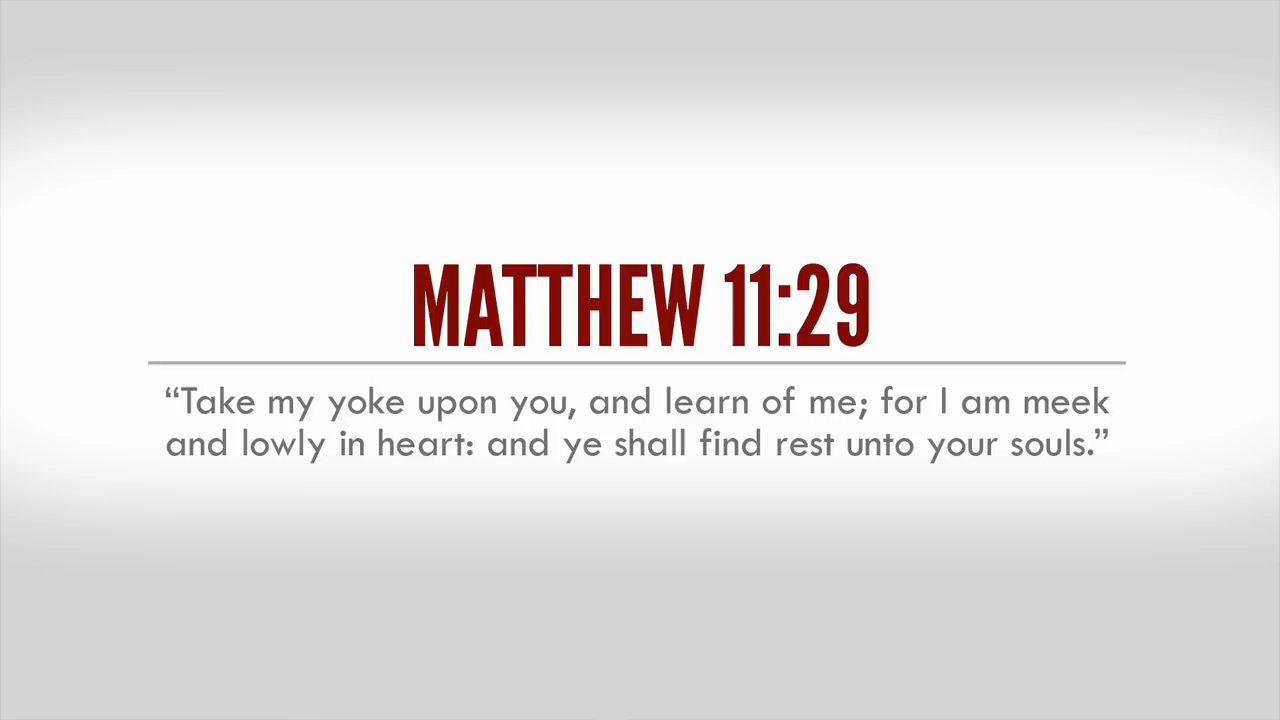 MATTHEW 11:29
“Take my yoke upon you, and learn of me; for I am meek
and lowly in heart: and ye shall find rest unto your souls.”